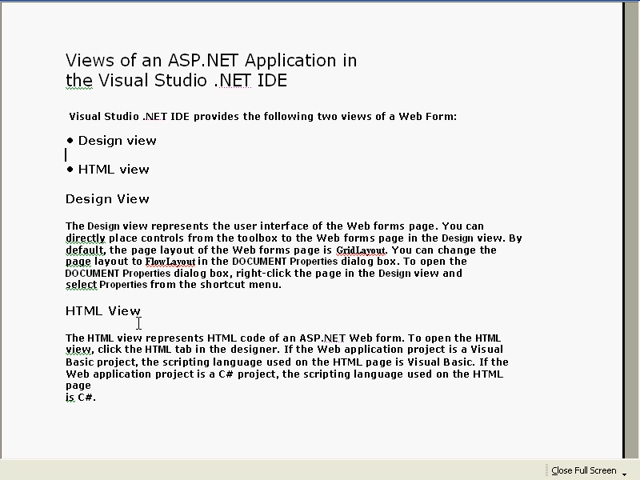 Views of an ASP.NET Application in
the Visual Studio .NET IDE
Visual Studio .NET IDE provides the following two views of a Web Form:
• Design view
• HTML view
Design View
The Design view represents the user interface of the Web forms page. You can
directly place controls from the toolbox to the Web forms page in the Design view. By
default, the page layout of the Web forms page is GridLayout. You can change the
page layout to FlowLayout in the DOCUMENT Properties dialog box. To open the
DOCUMENT Properties dialog box, right-click the page in the Design view and
select Properties from the shortcut menu.
HTML View
The HTML view represents HTML code of an ASP.NET Web form. To open the HTML
view, click the HTML tab in the designer. If the Web application project is a Visual
Basic project, the scripting language used on the HTML page is Visual Basic. If the
Web application project is a C# project, the scripting language used on the HTML
page
is C#.
Close Full Screen